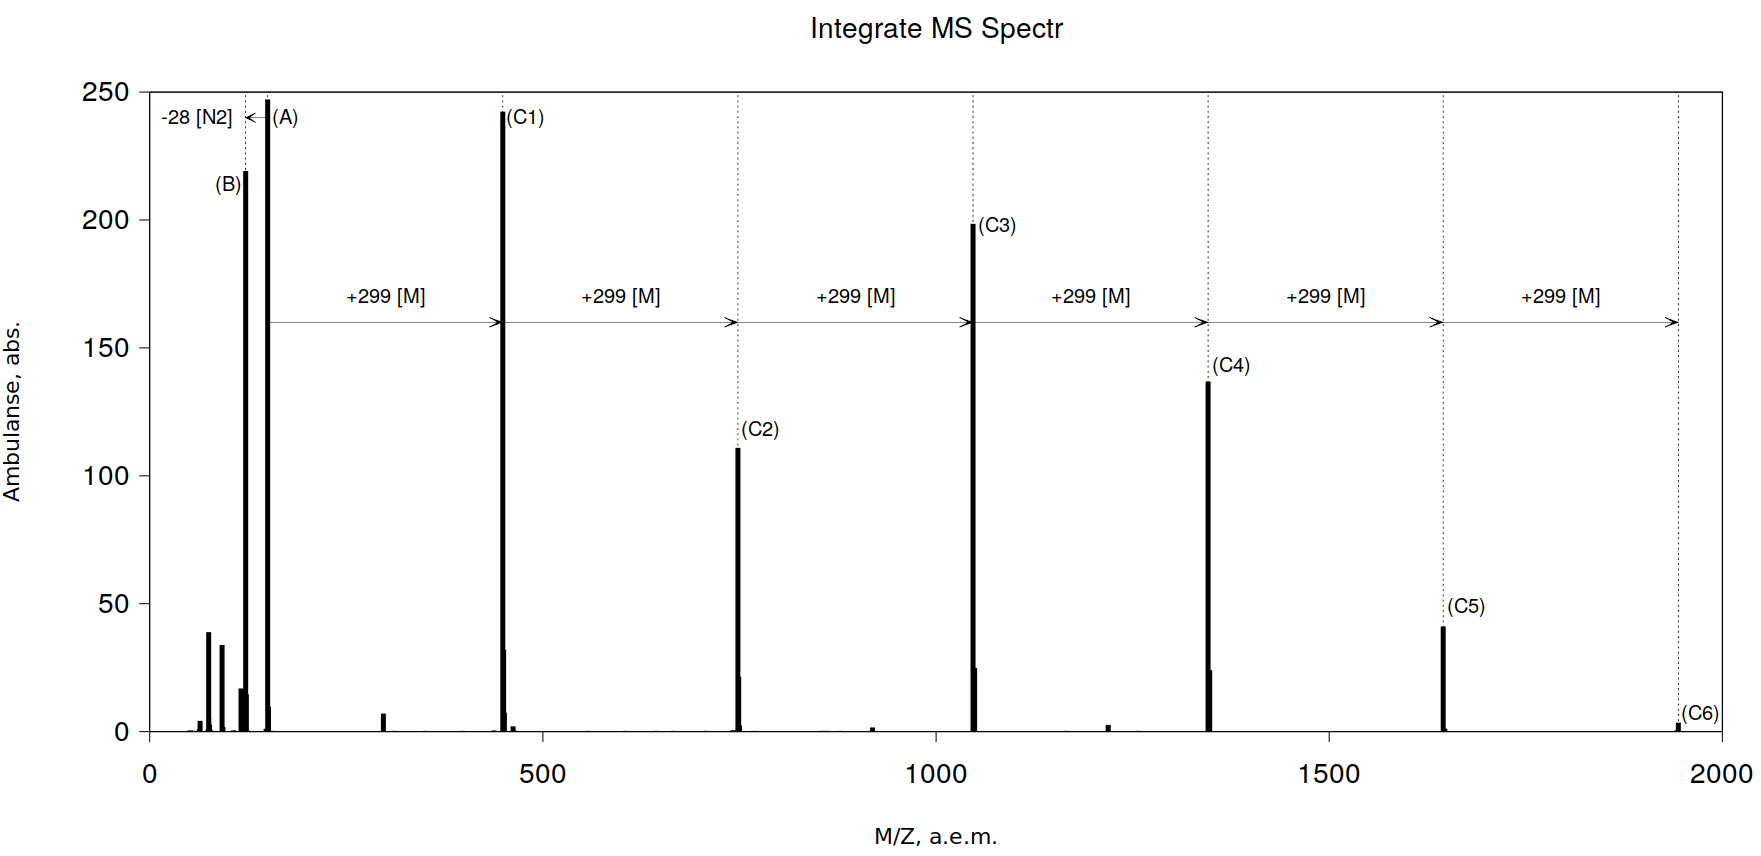 Integrate MS Spectr
250
200
150
100
50
0
Ambulanse, abs.
-28 [N2]
(A)
(B)
(C1)
(C2)
(C3)
(C4)
(C5)
(C6)
+299 [M]
+299 [M]
+299 [M]
+299 [M]
+299 [M]
+299 [M]
0
500
1000
1500
2000
M/Z, a.e.m.